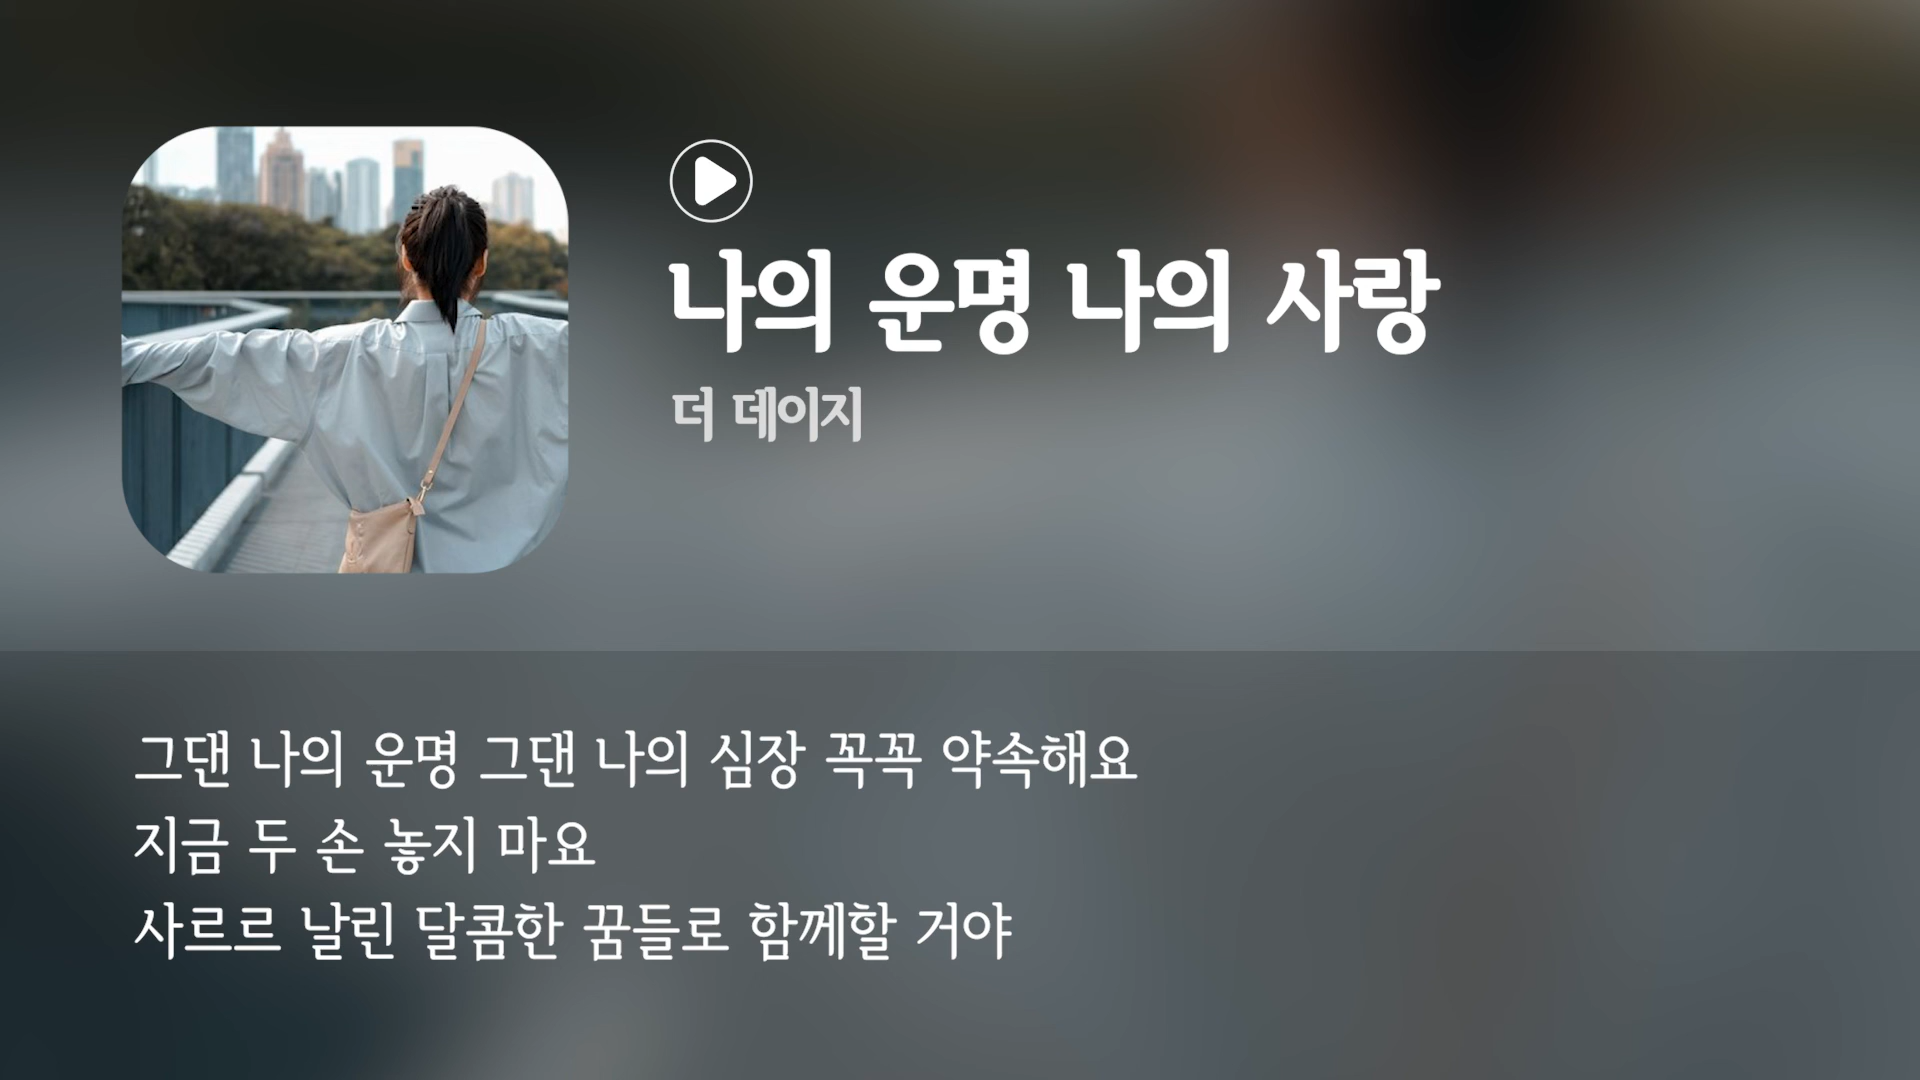 나의 운명 나의 사랑
더 데이지
그댄 나의 운명 그댄 나의 심장 꼭꼭 약속해요
지금 두 손 놓지 마요
사르르 날린 달콤한 꿈들로 함께할 거야